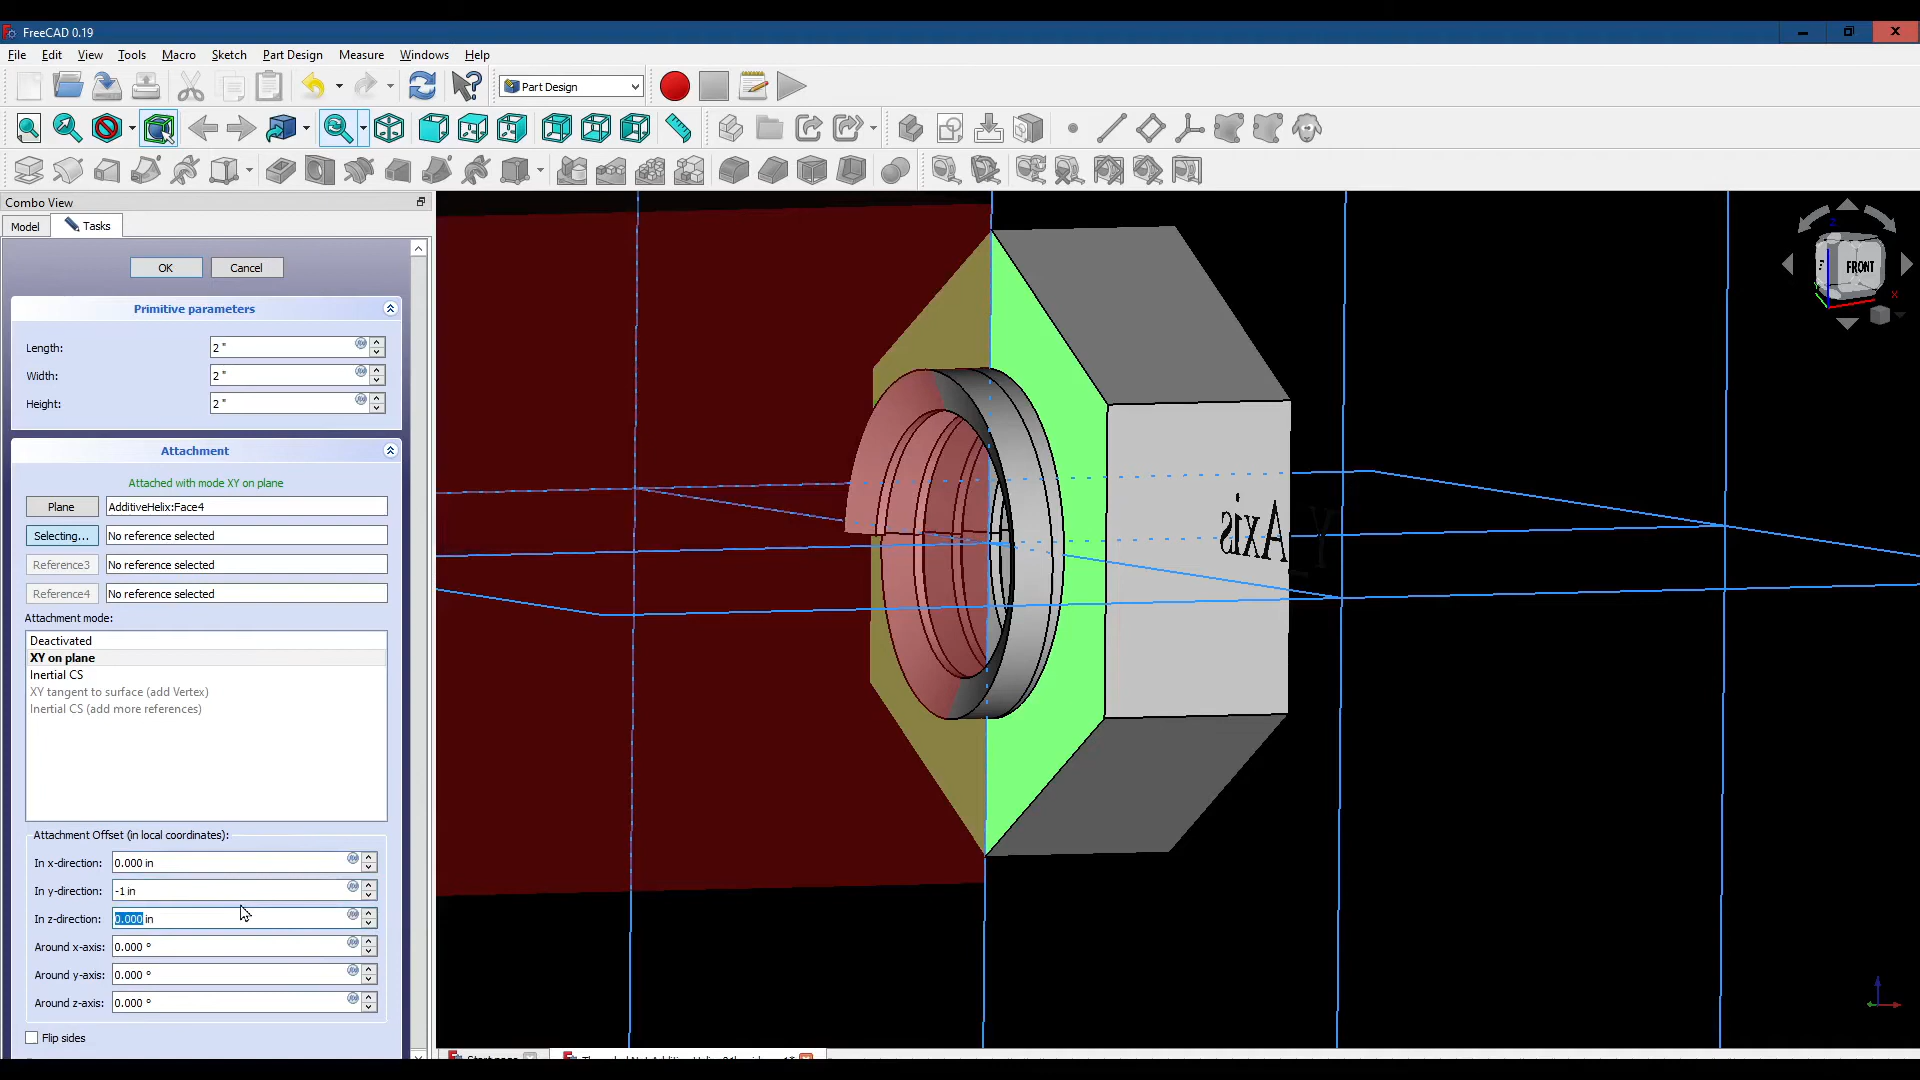 FreeCAD 0.19
File Edit View Tools Macro Sketch Part Design Measure Windows Help
Part Design
Combo View
Model Tasks
OK Cancel
Primitive parameters
Length: 2 "
Width: 2 "
Height: 2 "
Attachment
Attached with mode XY on plane
Plane AdditiveHelix:Face4
Selecting... No reference selected
Reference3 No reference selected
Reference4 No reference selected
Attachment mode:
Deactivated
XY on plane
Inertial CS
XY tangent to surface (add Vertex)
Inertial CS (add more references)
Attachment Offset (in local coordinates):
In x-direction: 0.000 in
In y-direction: -1 in
In z-direction: 0.000 in
Around x-axis: 0.000 °
Around y-axis: 0.000 °
Around z-axis: 0.000 °
Flip sides
FRONT
Z
X
Y_Axis